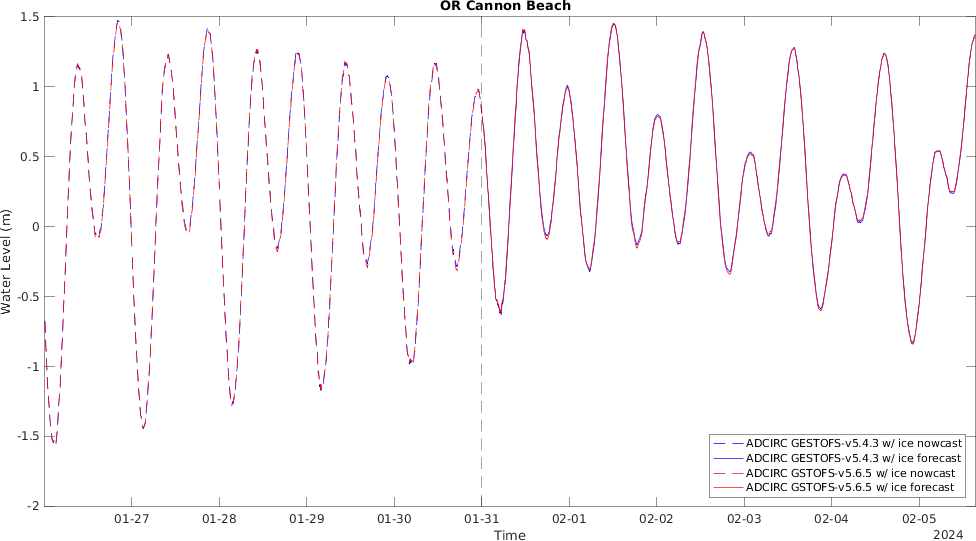 OR Cannon Beach
1.5
1
0.5
0
-0.5
-1
-1.5
-2
Water Level (m)
01-27 01-28 01-29 01-30 01-31 02-01 02-02 02-03 02-04 02-05
Time
2024
ADCIRC GESTOFS-v5.4.3 w/ ice nowcast
ADCIRC GESTOFS-v5.4.3 w/ ice forecast
ADCIRC GSTOFS-v5.6.5 w/ ice nowcast
ADCIRC GSTOFS-v5.6.5 w/ ice forecast